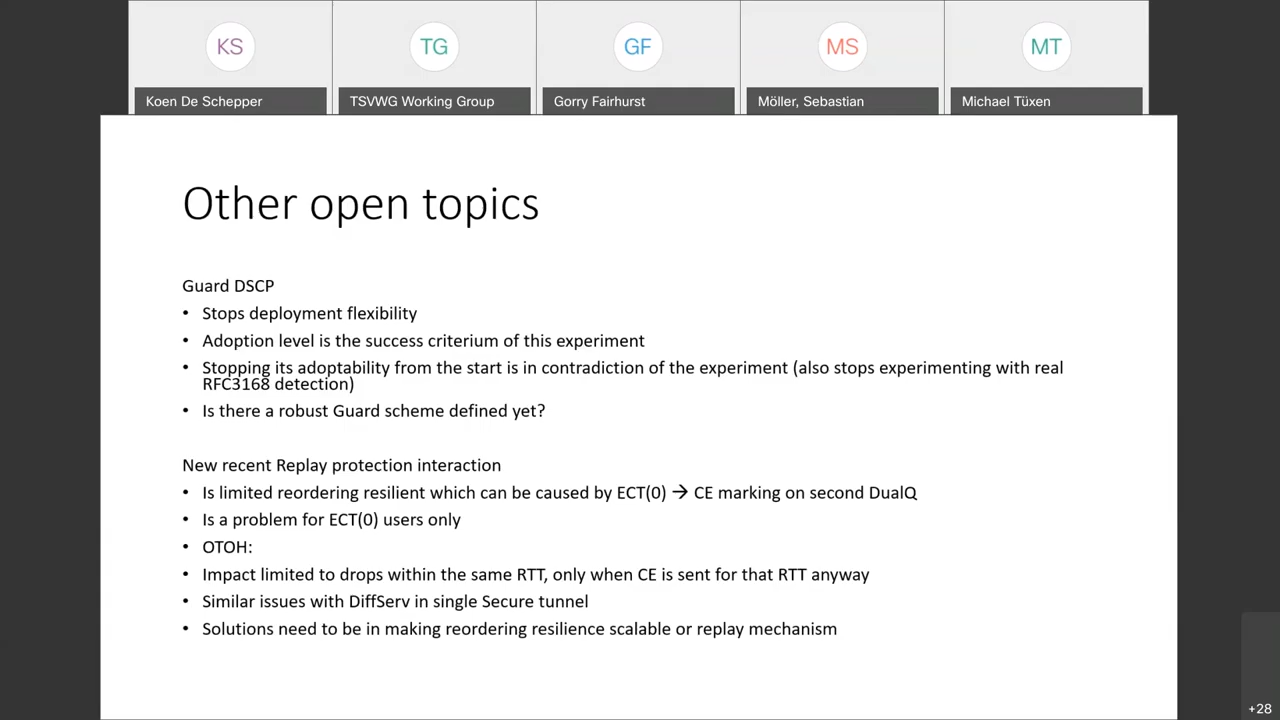 KS
TG
GF
MS
MT
Koen De Schepper
TSVWG Working Group
Gorry Fairhurst
Möller, Sebastian
Michael Tüxen
Other open topics
Guard DSCP
• Stops deployment flexibility
• Adoption level is the success criterium of this experiment
• Stopping its adoptability from the start is in contradiction of the experiment (also stops experimenting with real
RFC3168 detection)
• Is there a robust Guard scheme defined yet?
New recent Replay protection interaction
• Is limited reordering resilient which can be caused by ECT(0) → CE marking on second DualQ
• Is a problem for ECT(0) users only
• OTOH:
• Impact limited to drops within the same RTT, only when CE is sent for that RTT anyway
• Similar issues with DiffServ in single Secure tunnel
• Solutions need to be in making reordering resilience scalable or replay mechanism
+28